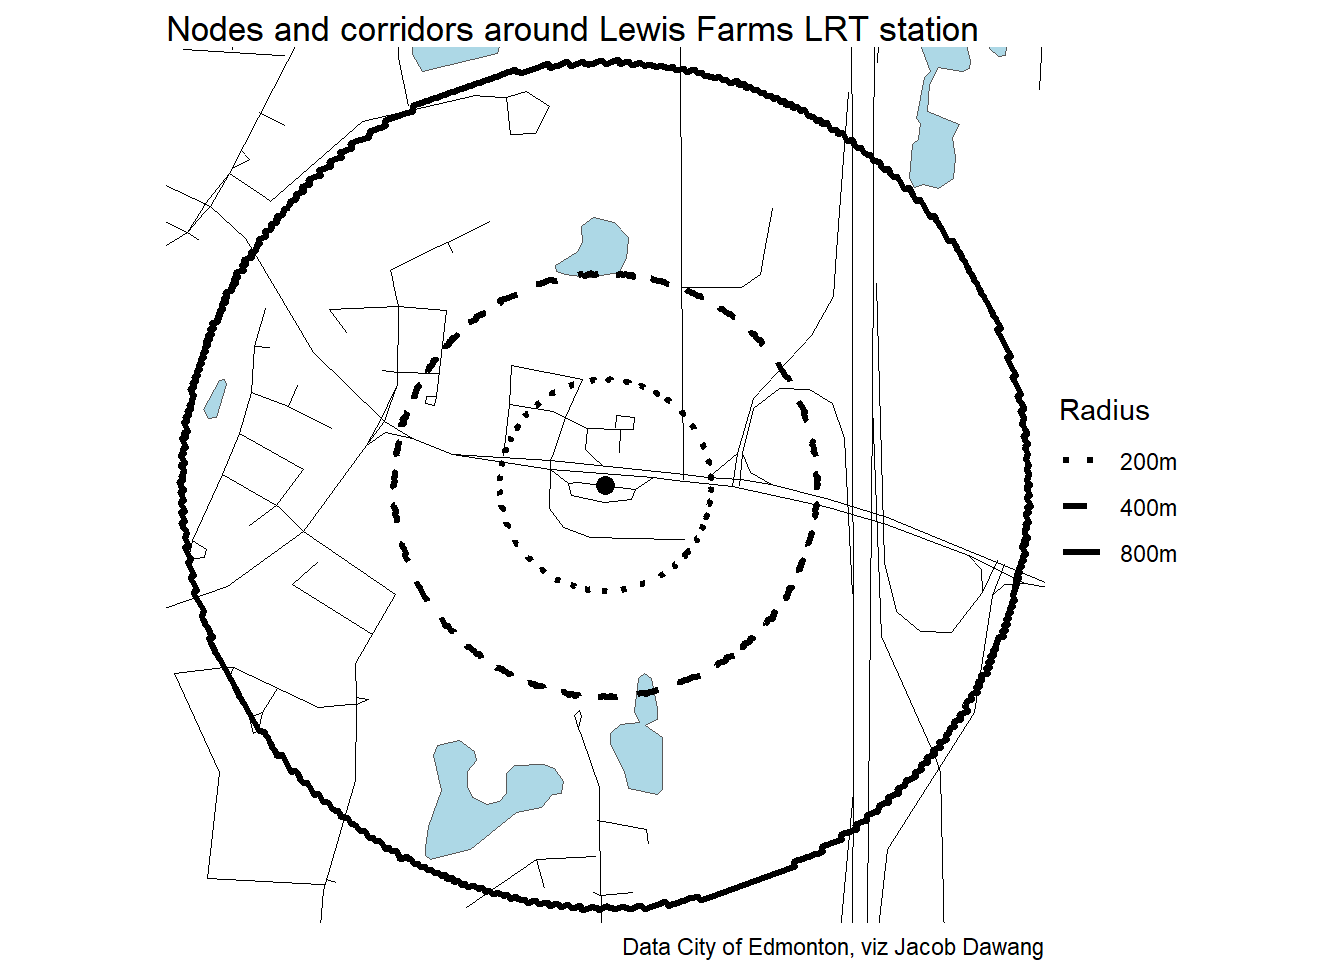 Nodes and corridors around Lewis Farms LRT station
Radius
200m
400m
800m
Data City of Edmonton, viz Jacob Dawang